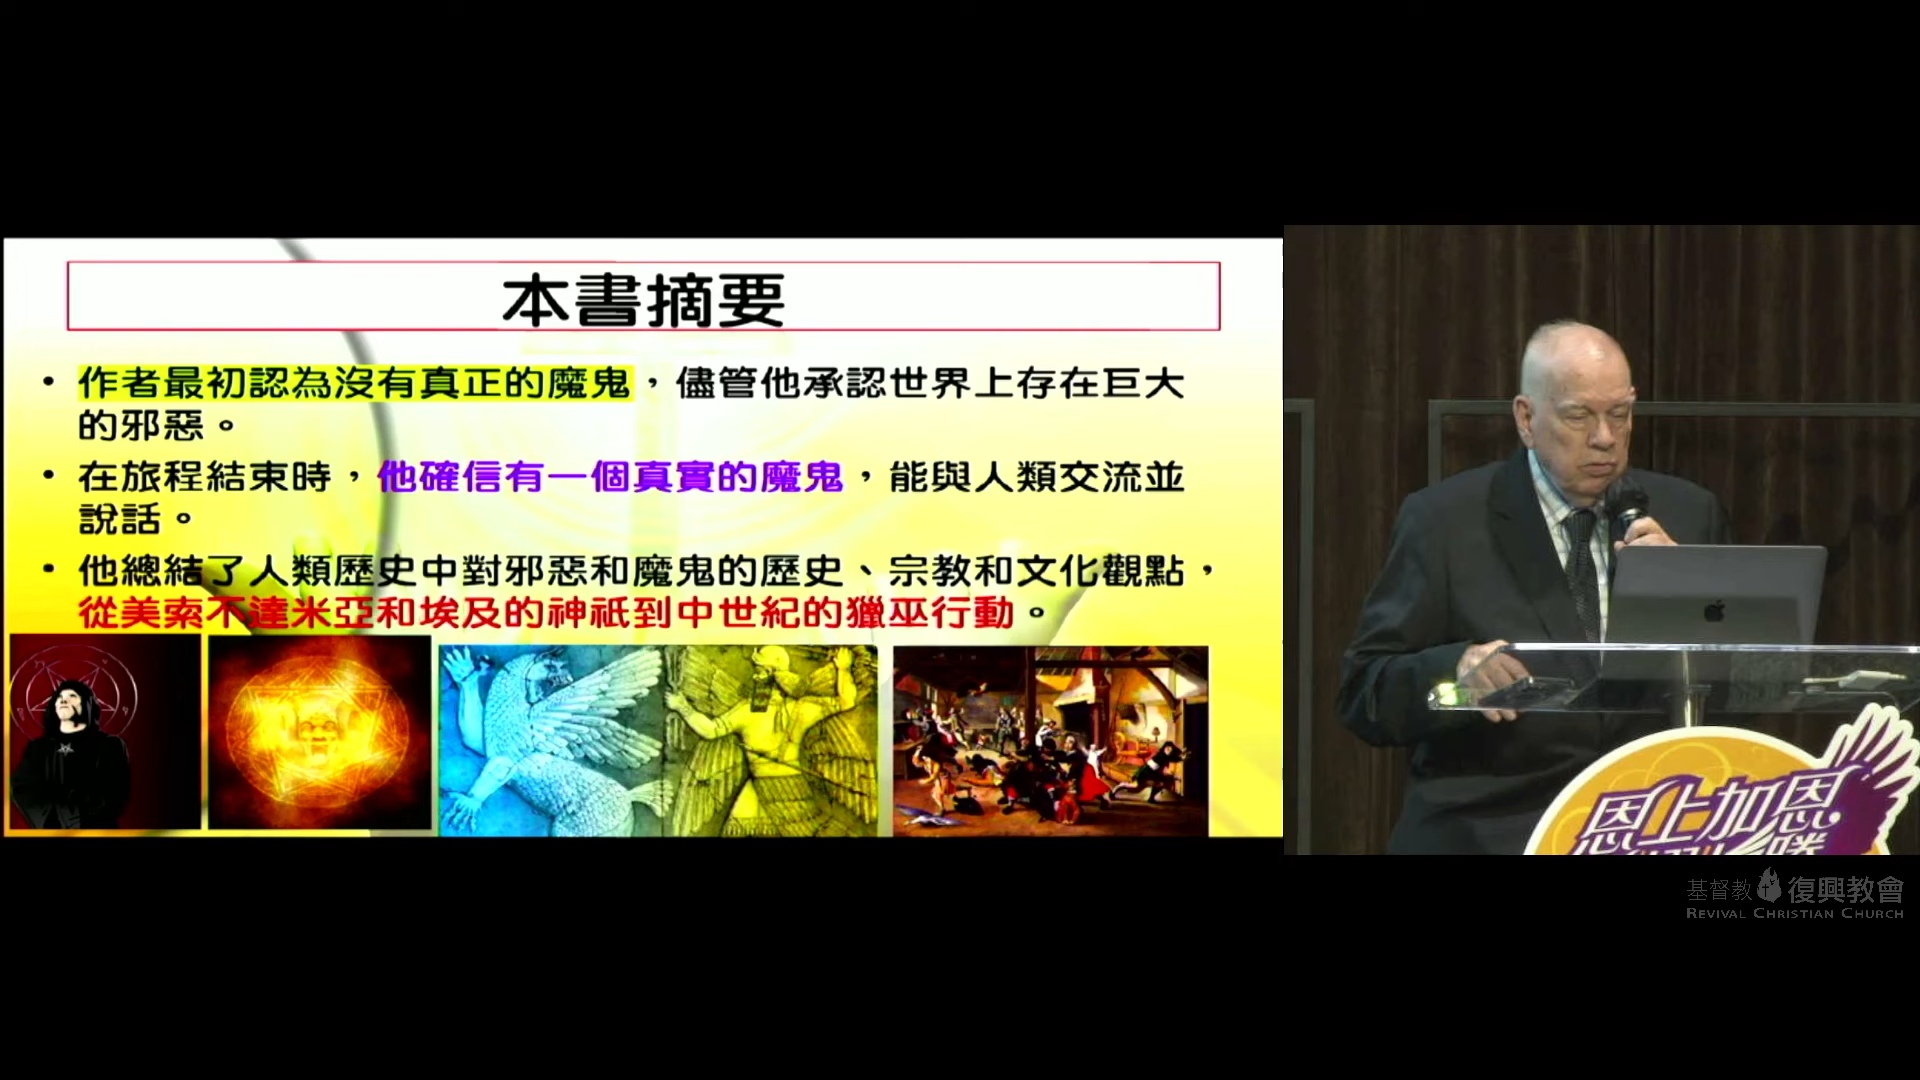 本書摘要
• 作者最初認為沒有真正的魔鬼，儘管他承認世界上存在巨大
的邪惡。
• 在旅程結束時，他確信有一個真實的魔鬼，能與人類交流並
說話。
• 他總結了人類歷史中對邪惡和魔鬼的歷史、宗教和文化觀點，
從美索不達米亞和埃及的神祇到中世紀的獵巫行動。
恩上加恩
基督教 復興教會
REVIVAL CHRISTIAN CHURCH